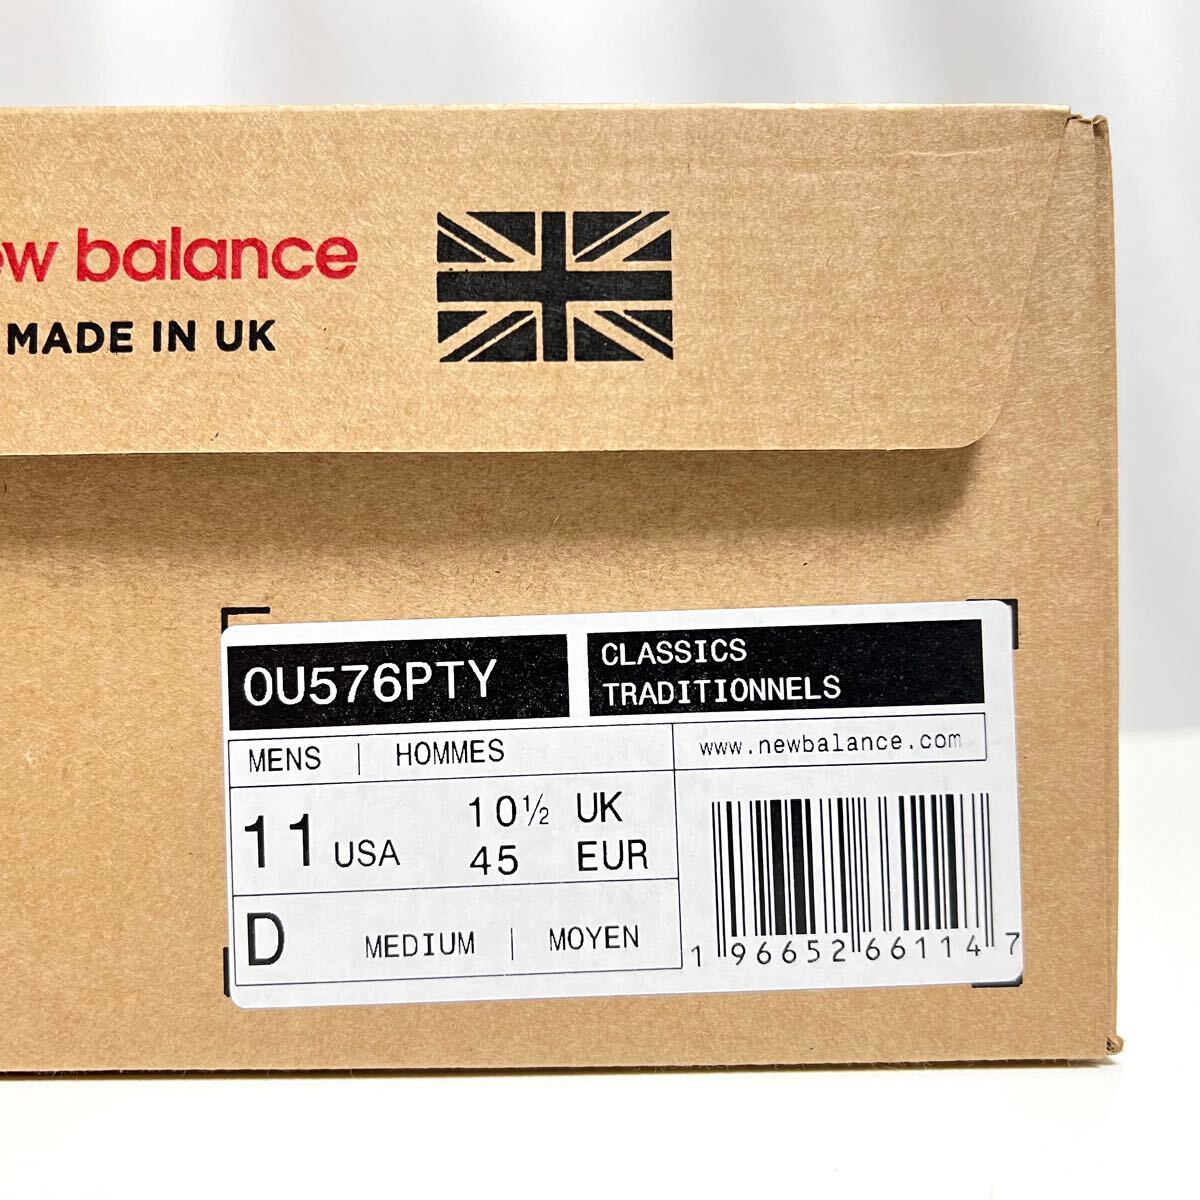 ew balance
MADE IN UK
OU576PTY
CLASSICS
TRADITIONNELS
MENS | HOMMES
www.newbalance.com
11 USA
10½ UK
45 EUR
D
MEDIUM | MOYEN
1 96652 66114 7